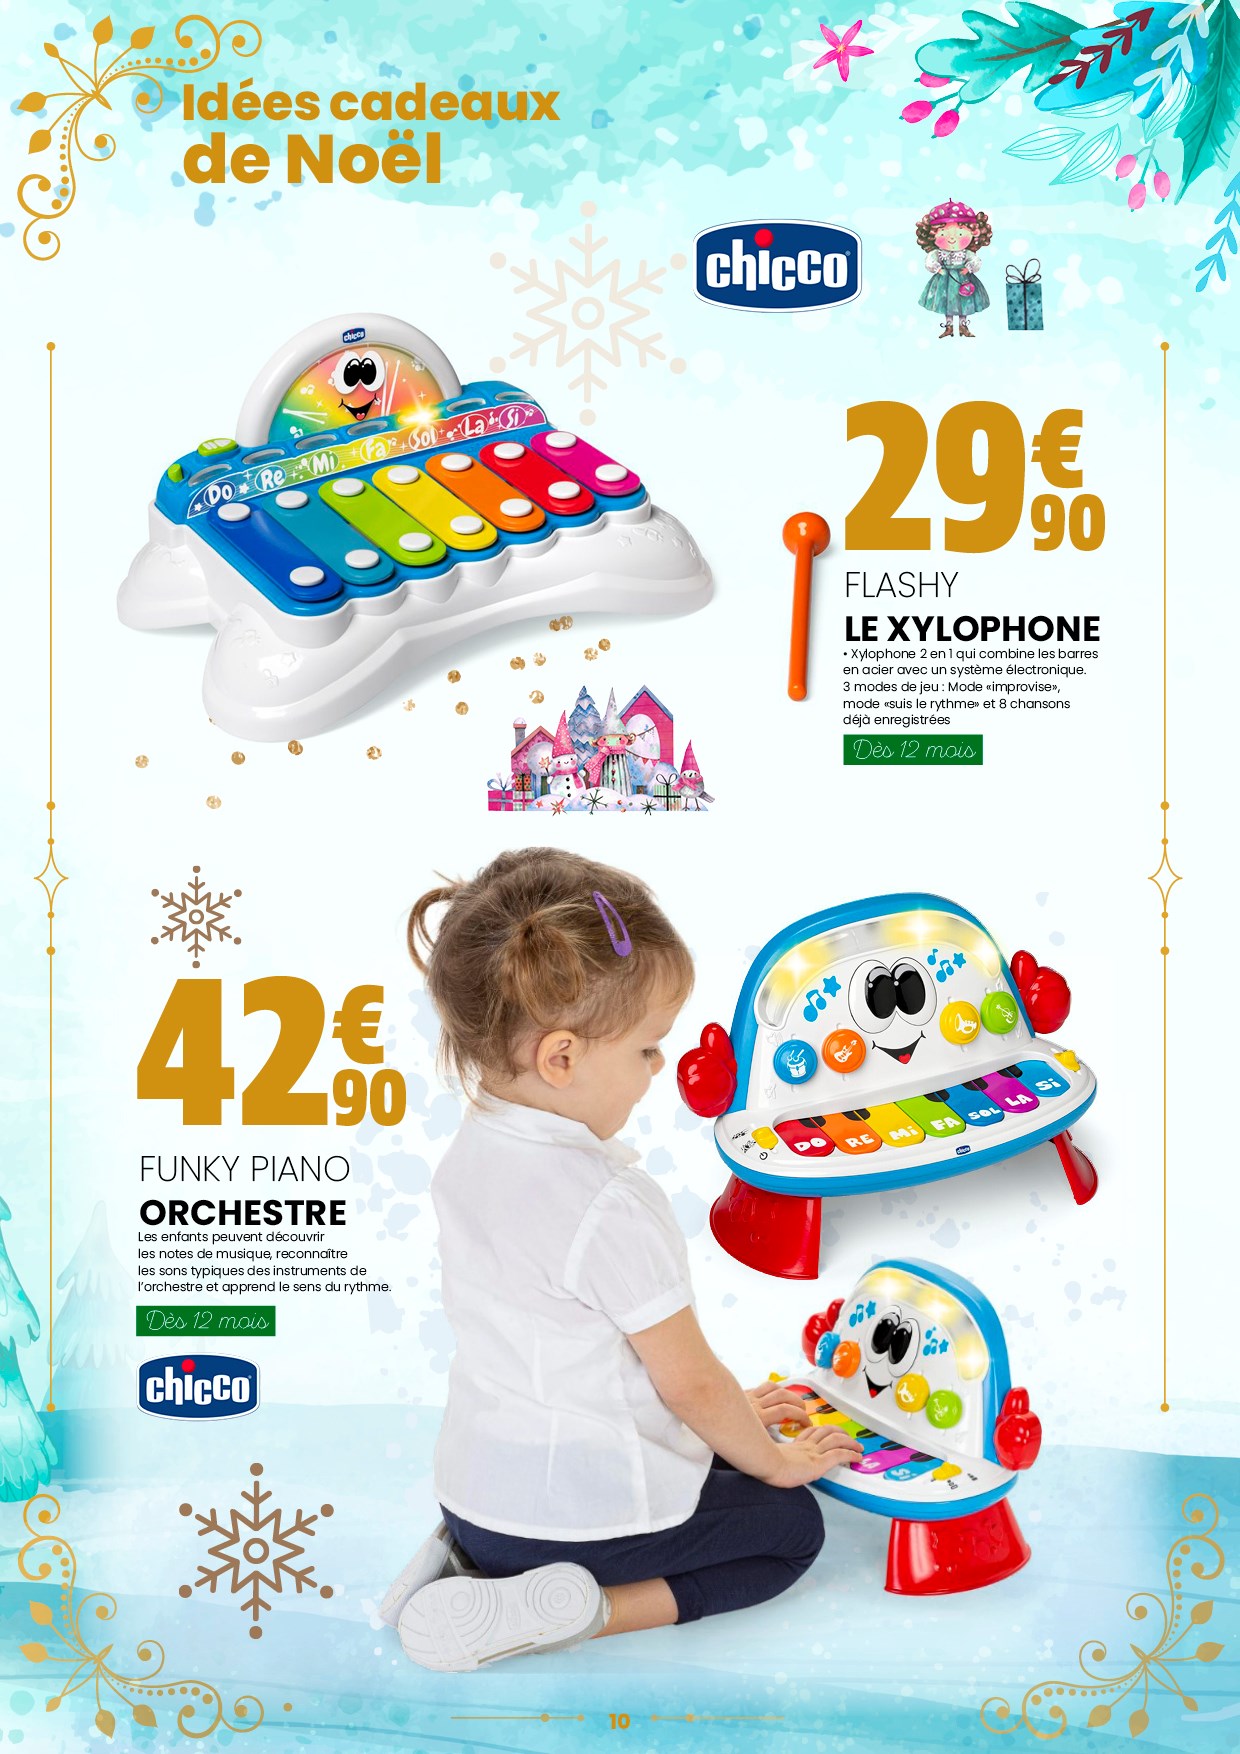 Idées cadeaux
de Noël
chicco
chicco
Do Re Mi Fa Sol La Si
29€90
FLASHY
LE XYLOPHONE
• Xylophone 2 en 1 qui combine les barres
en acier avec un système électronique.
3 modes de jeu : Mode «improvise»,
mode «suis le rythme» et 8 chansons
déjà enregistrées
Dès 12 mois
42€90
FUNKY PIANO
ORCHESTRE
Les enfants peuvent découvrir
les notes de musique, reconnaître
les sons typiques des instruments de
l'orchestre et apprend le sens du rythme.
Dès 12 mois
chicco
DO RE Mi FA SOL LA Si
chicco
10